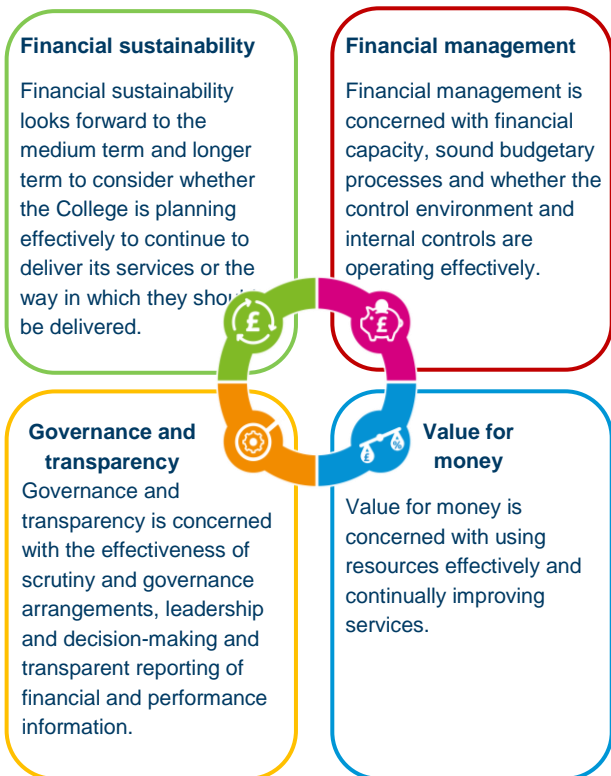 Financial sustainability
Financial sustainability
looks forward to the
medium term and longer
term to consider whether
the College is planning
effectively to continue to
deliver its services or the
way in which they
be delivered.
Financial management
Financial management is
concerned with financial
capacity, sound budgetary
processes and whether the
control environment and
internal controls are
operating effectively.
£
£
Governance and
transparency
Governance and
transparency is concerned
with the effectiveness of
scrutiny and governance
arrangements, leadership
and decision-making and
transparent reporting of
financial and performance
information.
£ %
Value for
money
Value for money is
concerned with using
resources effectively and
continually improving
services.